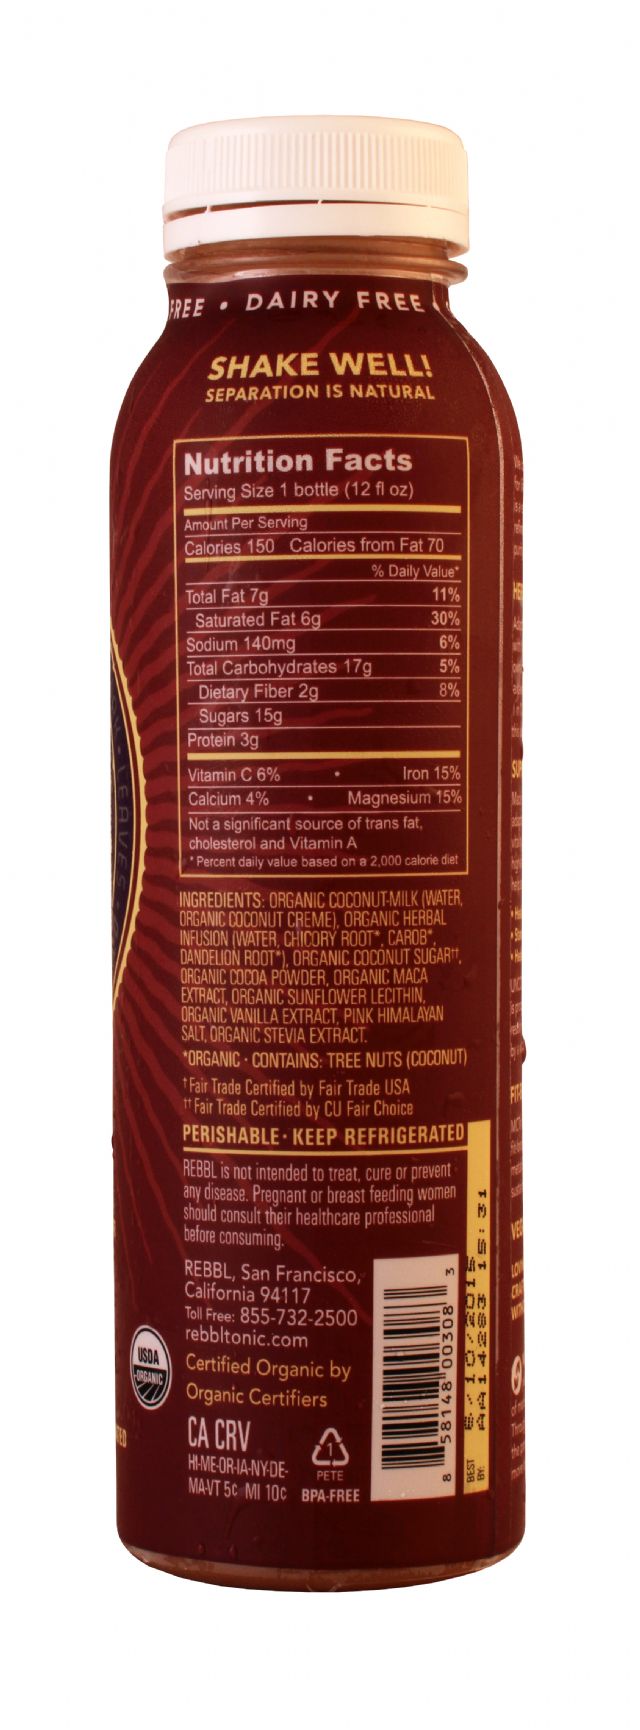 FREE • DAIRY FREE
SHAKE WELL!
SEPARATION IS NATURAL
Nutrition Facts
Serving Size 1 bottle (12 fl oz)
Amount Per Serving
Calories 150 Calories from Fat 70
% Daily Value*
Total Fat 7g 11%
Saturated Fat 6g 30%
Sodium 140mg 6%
Total Carbohydrates 17g 5%
Dietary Fiber 2g 8%
Sugars 15g
Protein 3g
Vitamin C 6% • Iron 15%
Calcium 4% • Magnesium 15%
Not a significant source of trans fat,
cholesterol and Vitamin A
* Percent daily value based on a 2,000 calorie diet
INGREDIENTS: ORGANIC COCONUT-MILK (WATER,
ORGANIC COCONUT CREME), ORGANIC HERBAL
INFUSION (WATER, CHICORY ROOT*, CAROB*,
DANDELION ROOT*), ORGANIC COCONUT SUGAR††,
ORGANIC COCOA POWDER, ORGANIC MACA
EXTRACT, ORGANIC SUNFLOWER LECITHIN,
ORGANIC VANILLA EXTRACT, PINK HIMALAYAN
SALT, ORGANIC STEVIA EXTRACT.
*ORGANIC • CONTAINS: TREE NUTS (COCONUT)
† Fair Trade Certified by Fair Trade USA
†† Fair Trade Certified by CU Fair Choice
PERISHABLE • KEEP REFRIGERATED
REBBL is not intended to treat, cure or prevent
any disease. Pregnant or breast feeding women
should consult their healthcare professional
before consuming.
REBBL, San Francisco,
California 94117
Toll Free: 855-732-2500
rebbltonic.com
Certified Organic by
Organic Certifiers
CA CRV
HI-ME-OR-IA-NY-DE-
MA-VT 5¢ MI 10¢
1
PETE
BPA-FREE
8 58148 00308 3
BEST
BY:
AA14283 15:31
USDA
ORGANIC
LEAVES